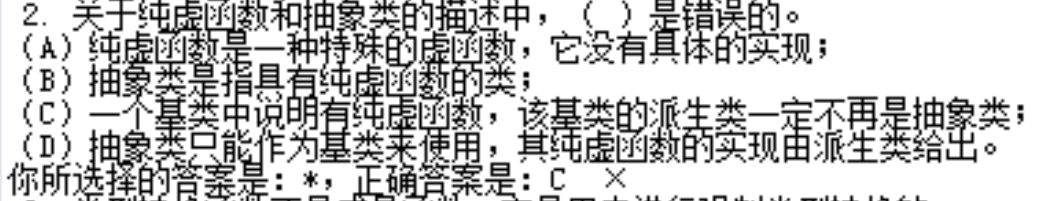 2. 关于纯虚函数和抽象类的描述中，（ ）是错误的。
(A) 纯虚函数是一种特殊的虚函数，它没有具体的实现；
(B) 抽象类是指具有纯虚函数的类；
(C) 一个基类中说明有纯虚函数，该基类的派生类一定不再是抽象类；
(D) 抽象类只能作为基类来使用，其纯虚函数的实现由派生类给出。
你所选择的答案是：*，正确答案是：C ×